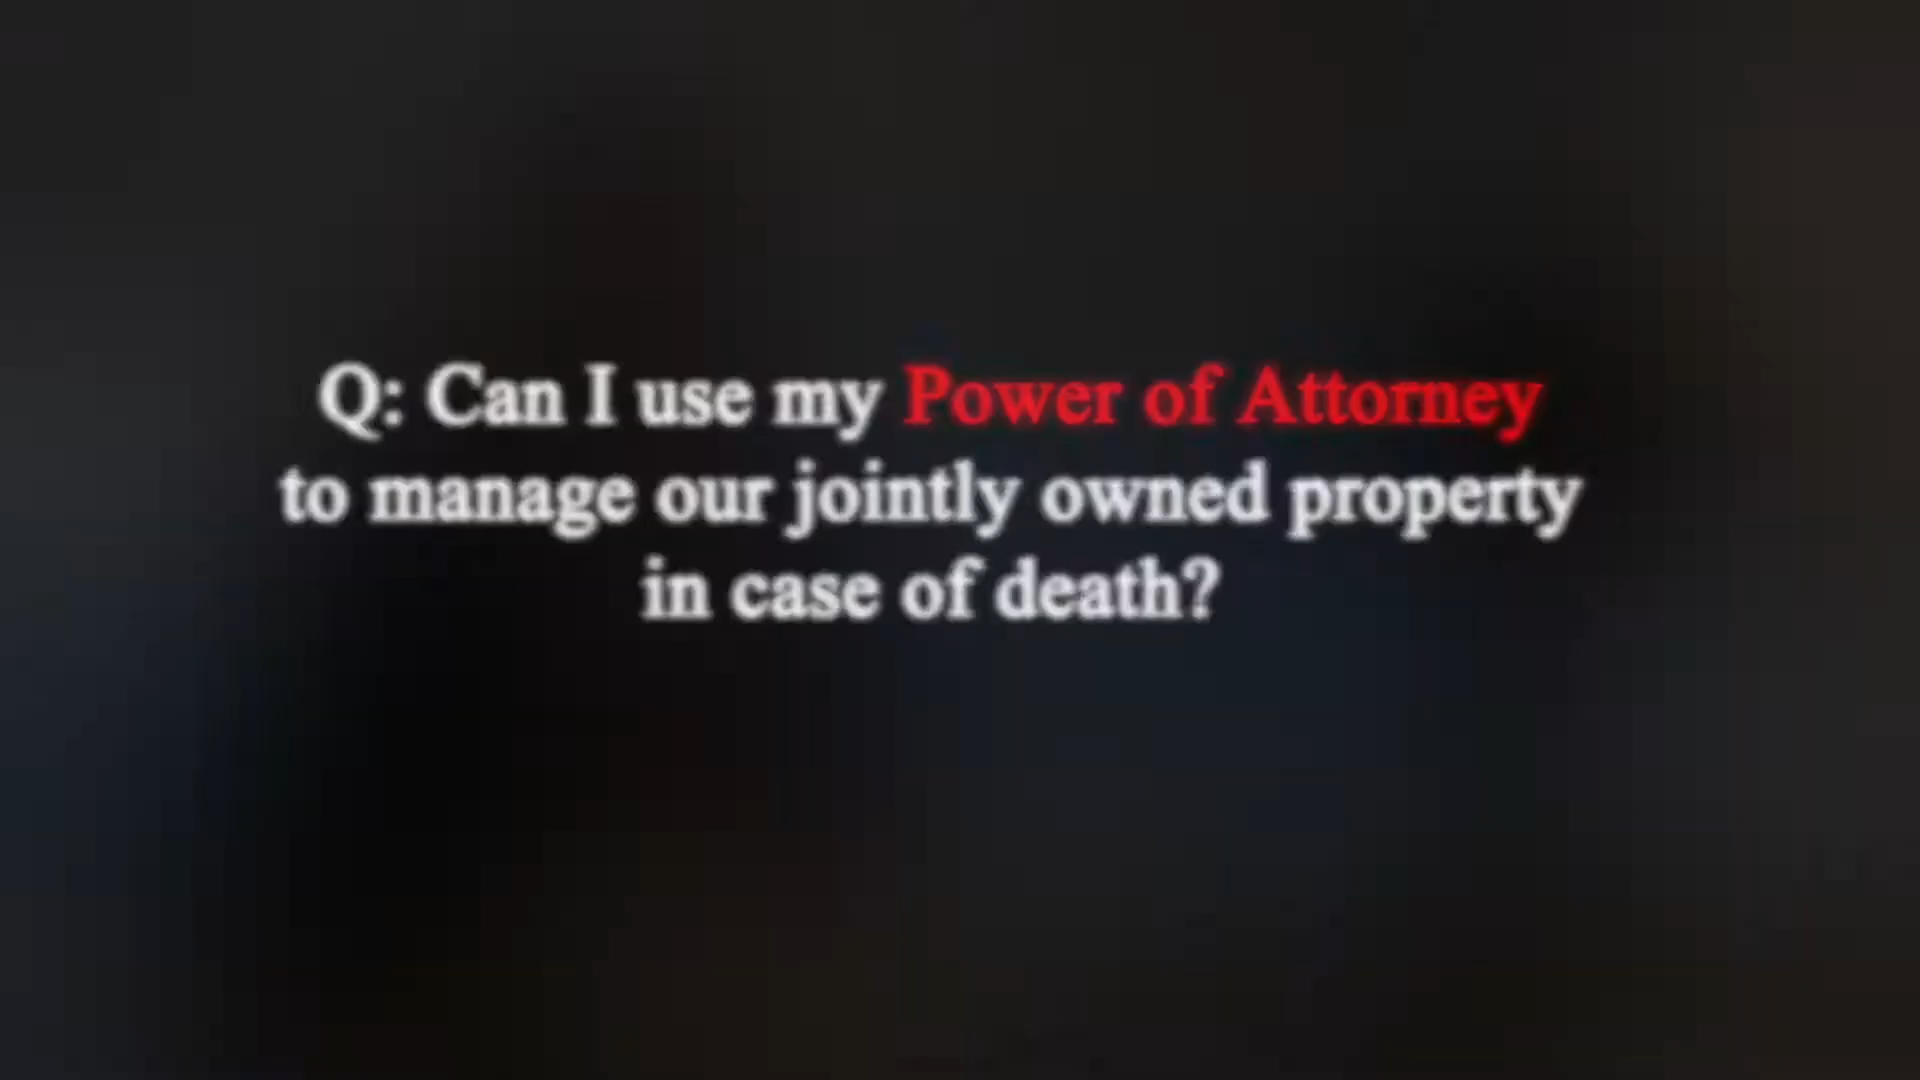 Q: Can I use my Power of Attorney
to manage our jointly owned property
in case of death?